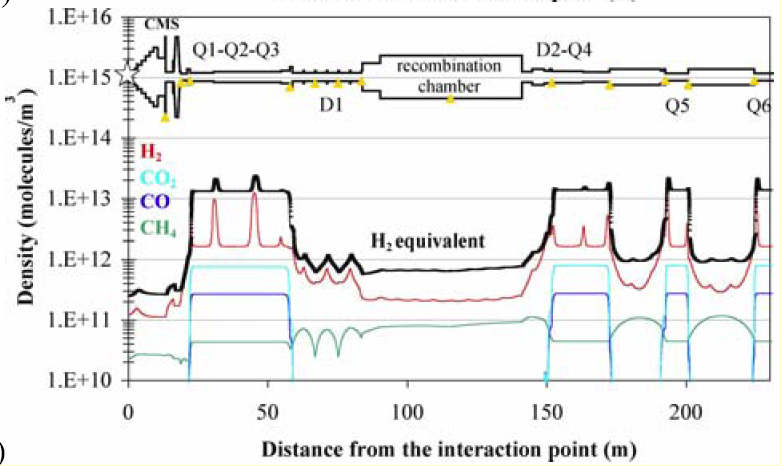 )
1.E+16
1.E+15
1.E+14
1.E+13
1.E+12
1.E+11
1.E+10
Density (molecules/m³)
CMS
Q1-Q2-Q3
D1
recombination
chamber
D2-Q4
Q5
Q6
H₂
CO₂
CO
CH₄
H₂ equivalent
0
50
100
150
200
Distance from the interaction point (m)
)